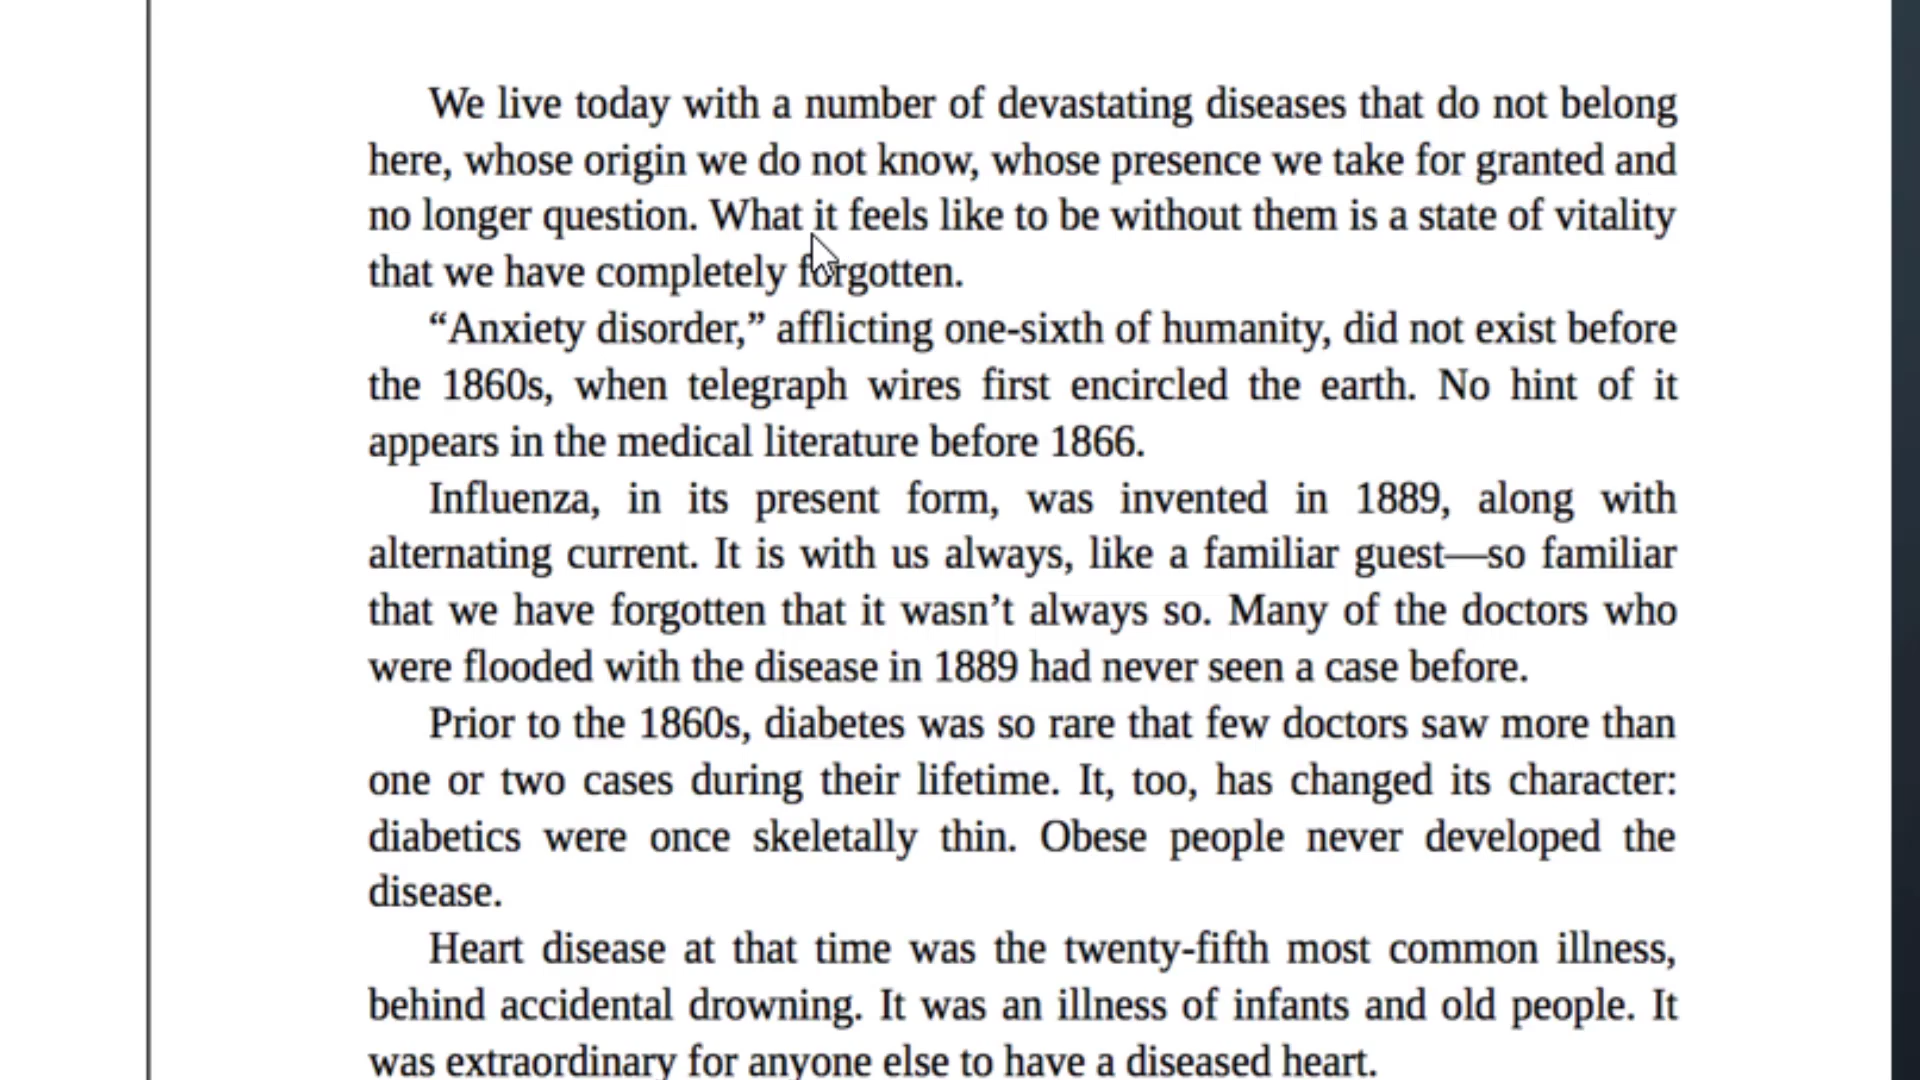 We live today with a number of devastating diseases that do not belong
here, whose origin we do not know, whose presence we take for granted and
no longer question. What it feels like to be without them is a state of vitality
that we have completely forgotten.
“Anxiety disorder,” afflicting one-sixth of humanity, did not exist before
the 1860s, when telegraph wires first encircled the earth. No hint of it
appears in the medical literature before 1866.
Influenza, in its present form, was invented in 1889, along with
alternating current. It is with us always, like a familiar guest—so familiar
that we have forgotten that it wasn’t always so. Many of the doctors who
were flooded with the disease in 1889 had never seen a case before.
Prior to the 1860s, diabetes was so rare that few doctors saw more than
one or two cases during their lifetime. It, too, has changed its character:
diabetics were once skeletally thin. Obese people never developed the
disease.
Heart disease at that time was the twenty-fifth most common illness,
behind accidental drowning. It was an illness of infants and old people. It
was extraordinary for anyone else to have a diseased heart.